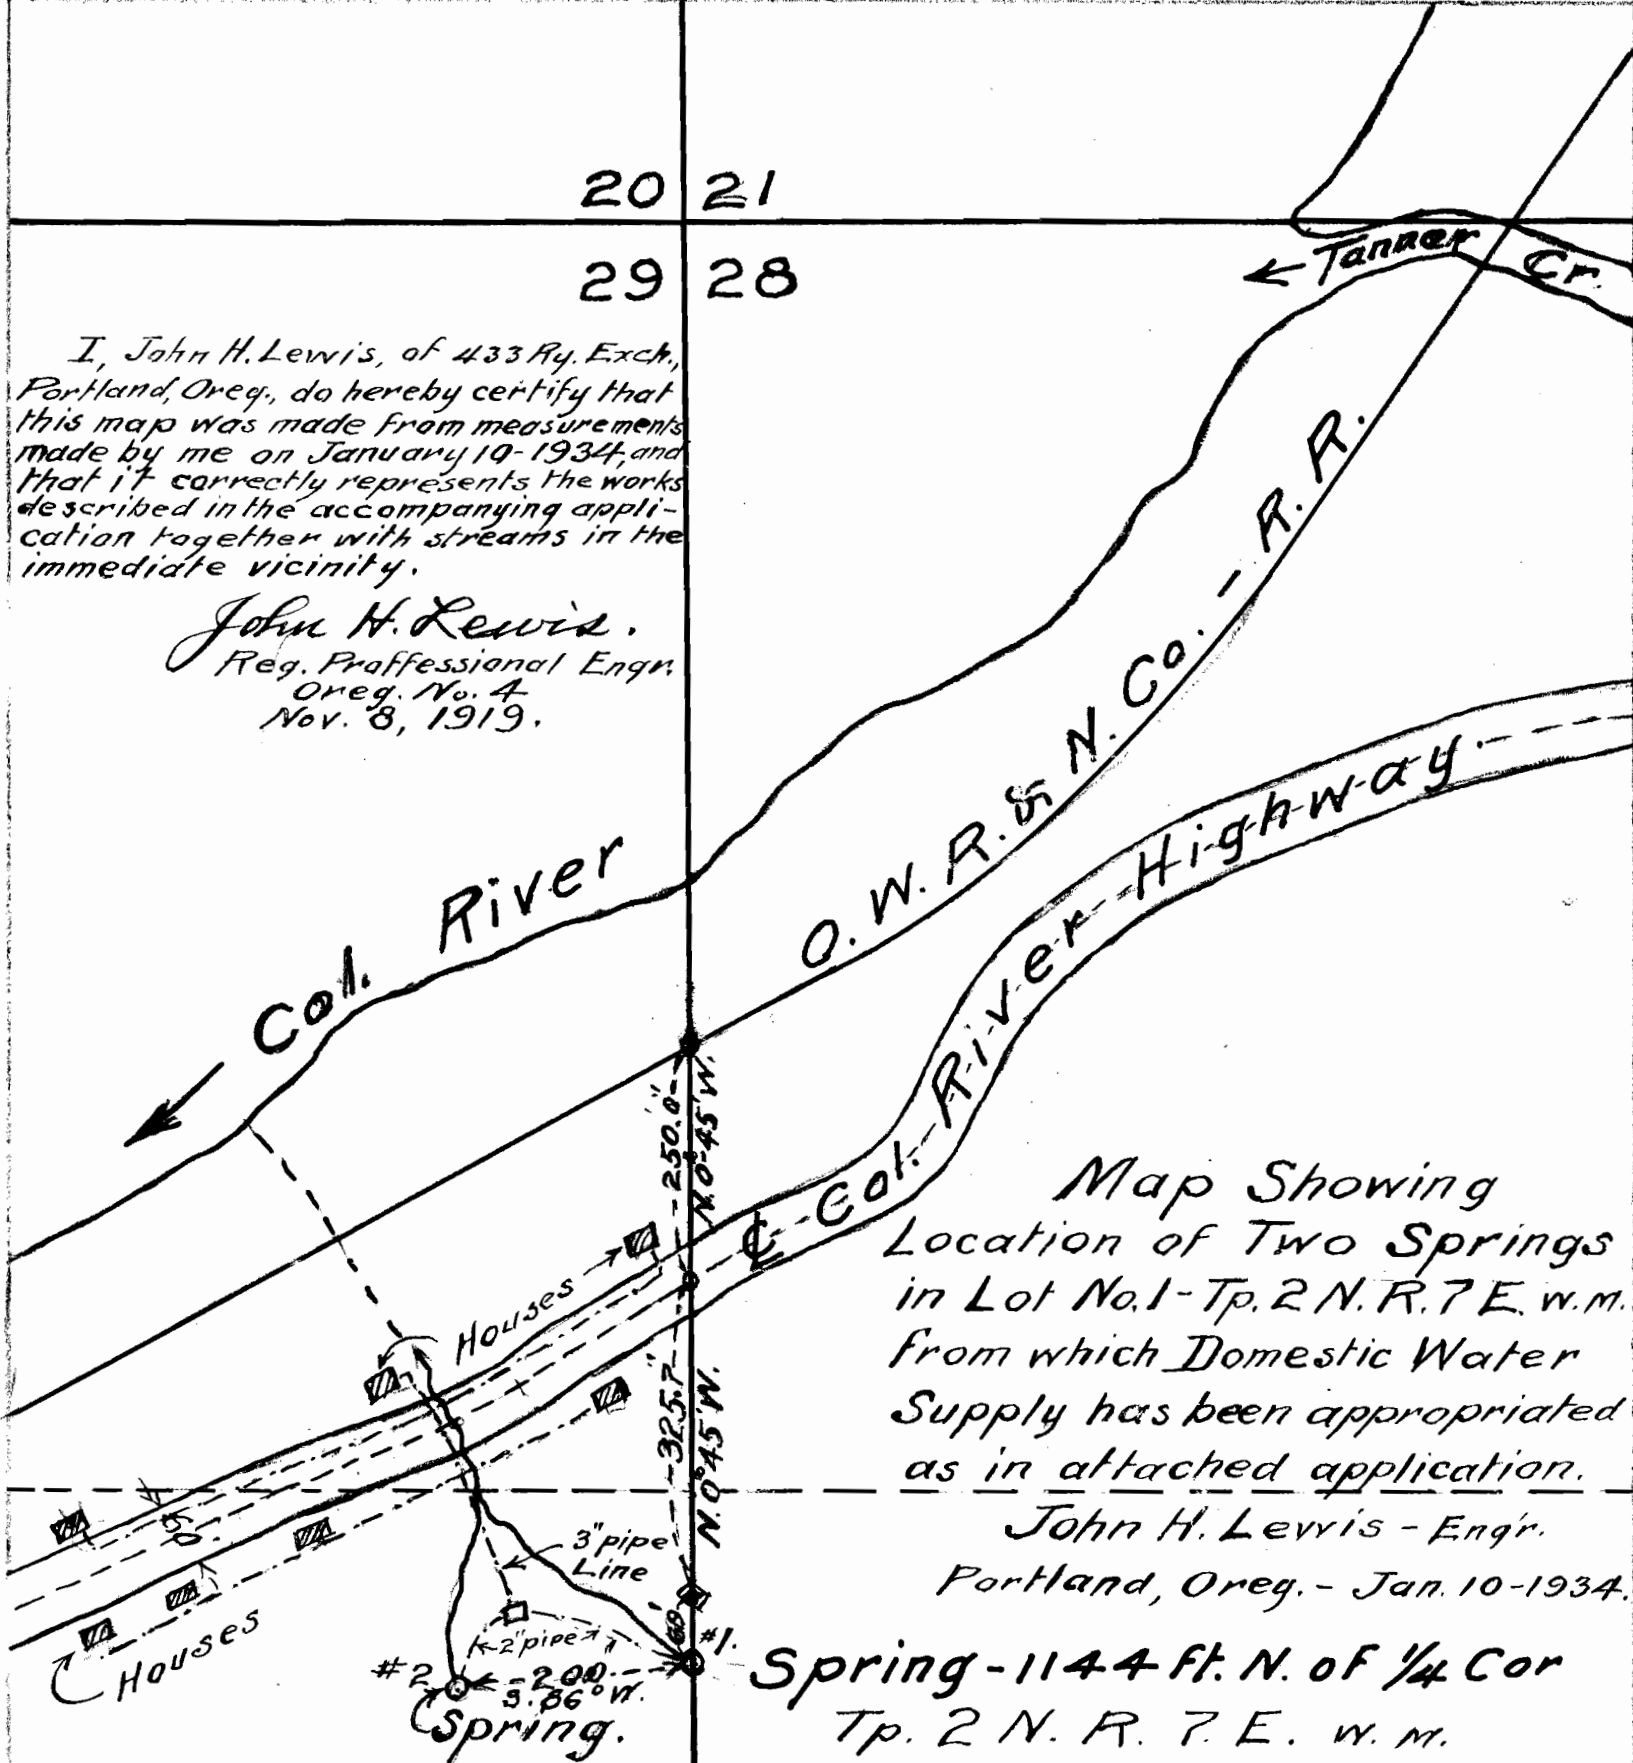 20 21
29 28
Tanner Cr.
I, John H. Lewis, of 433 Ry. Exch.,
Portland, Oreg., do hereby certify that
this map was made from measurements
made by me on January 10-1934, and
that it correctly represents the works
described in the accompanying appli-
cation together with streams in the
immediate vicinity.
John H. Lewis.
Reg. Proffessional Engr.
Oreg. No. 4
Nov. 8, 1919.
O. W. R. & N. Co. - R. R.
Col. River
℄ Col. River Highway
250.0"
N. 0°45' W.
Houses
325.7"
N. 0°45' W.
Map Showing
Location of Two Springs
in Lot No. 1 - Tp. 2 N. R. 7 E. W. M.
from which Domestic Water
Supply has been appropriated
as in attached application.
John H. Lewis - Eng'r.
Portland, Oreg. - Jan. 10-1934.
3" pipe
Line
2" pipe
Houses
#1.
Spring - 1144 ft. N. of 1/4 Cor
Tp. 2 N. R. 7. E. W. M.
#2
200
S. 86° W.
Spring.